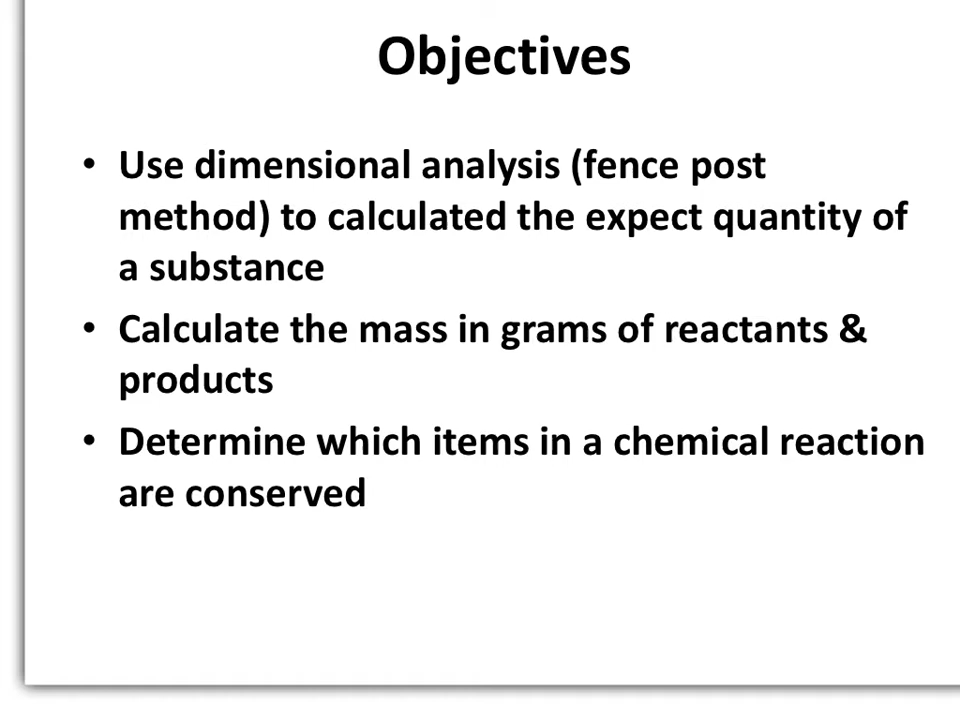 Objectives
• Use dimensional analysis (fence post
method) to calculated the expect quantity of
a substance
• Calculate the mass in grams of reactants &
products
• Determine which items in a chemical reaction
are conserved